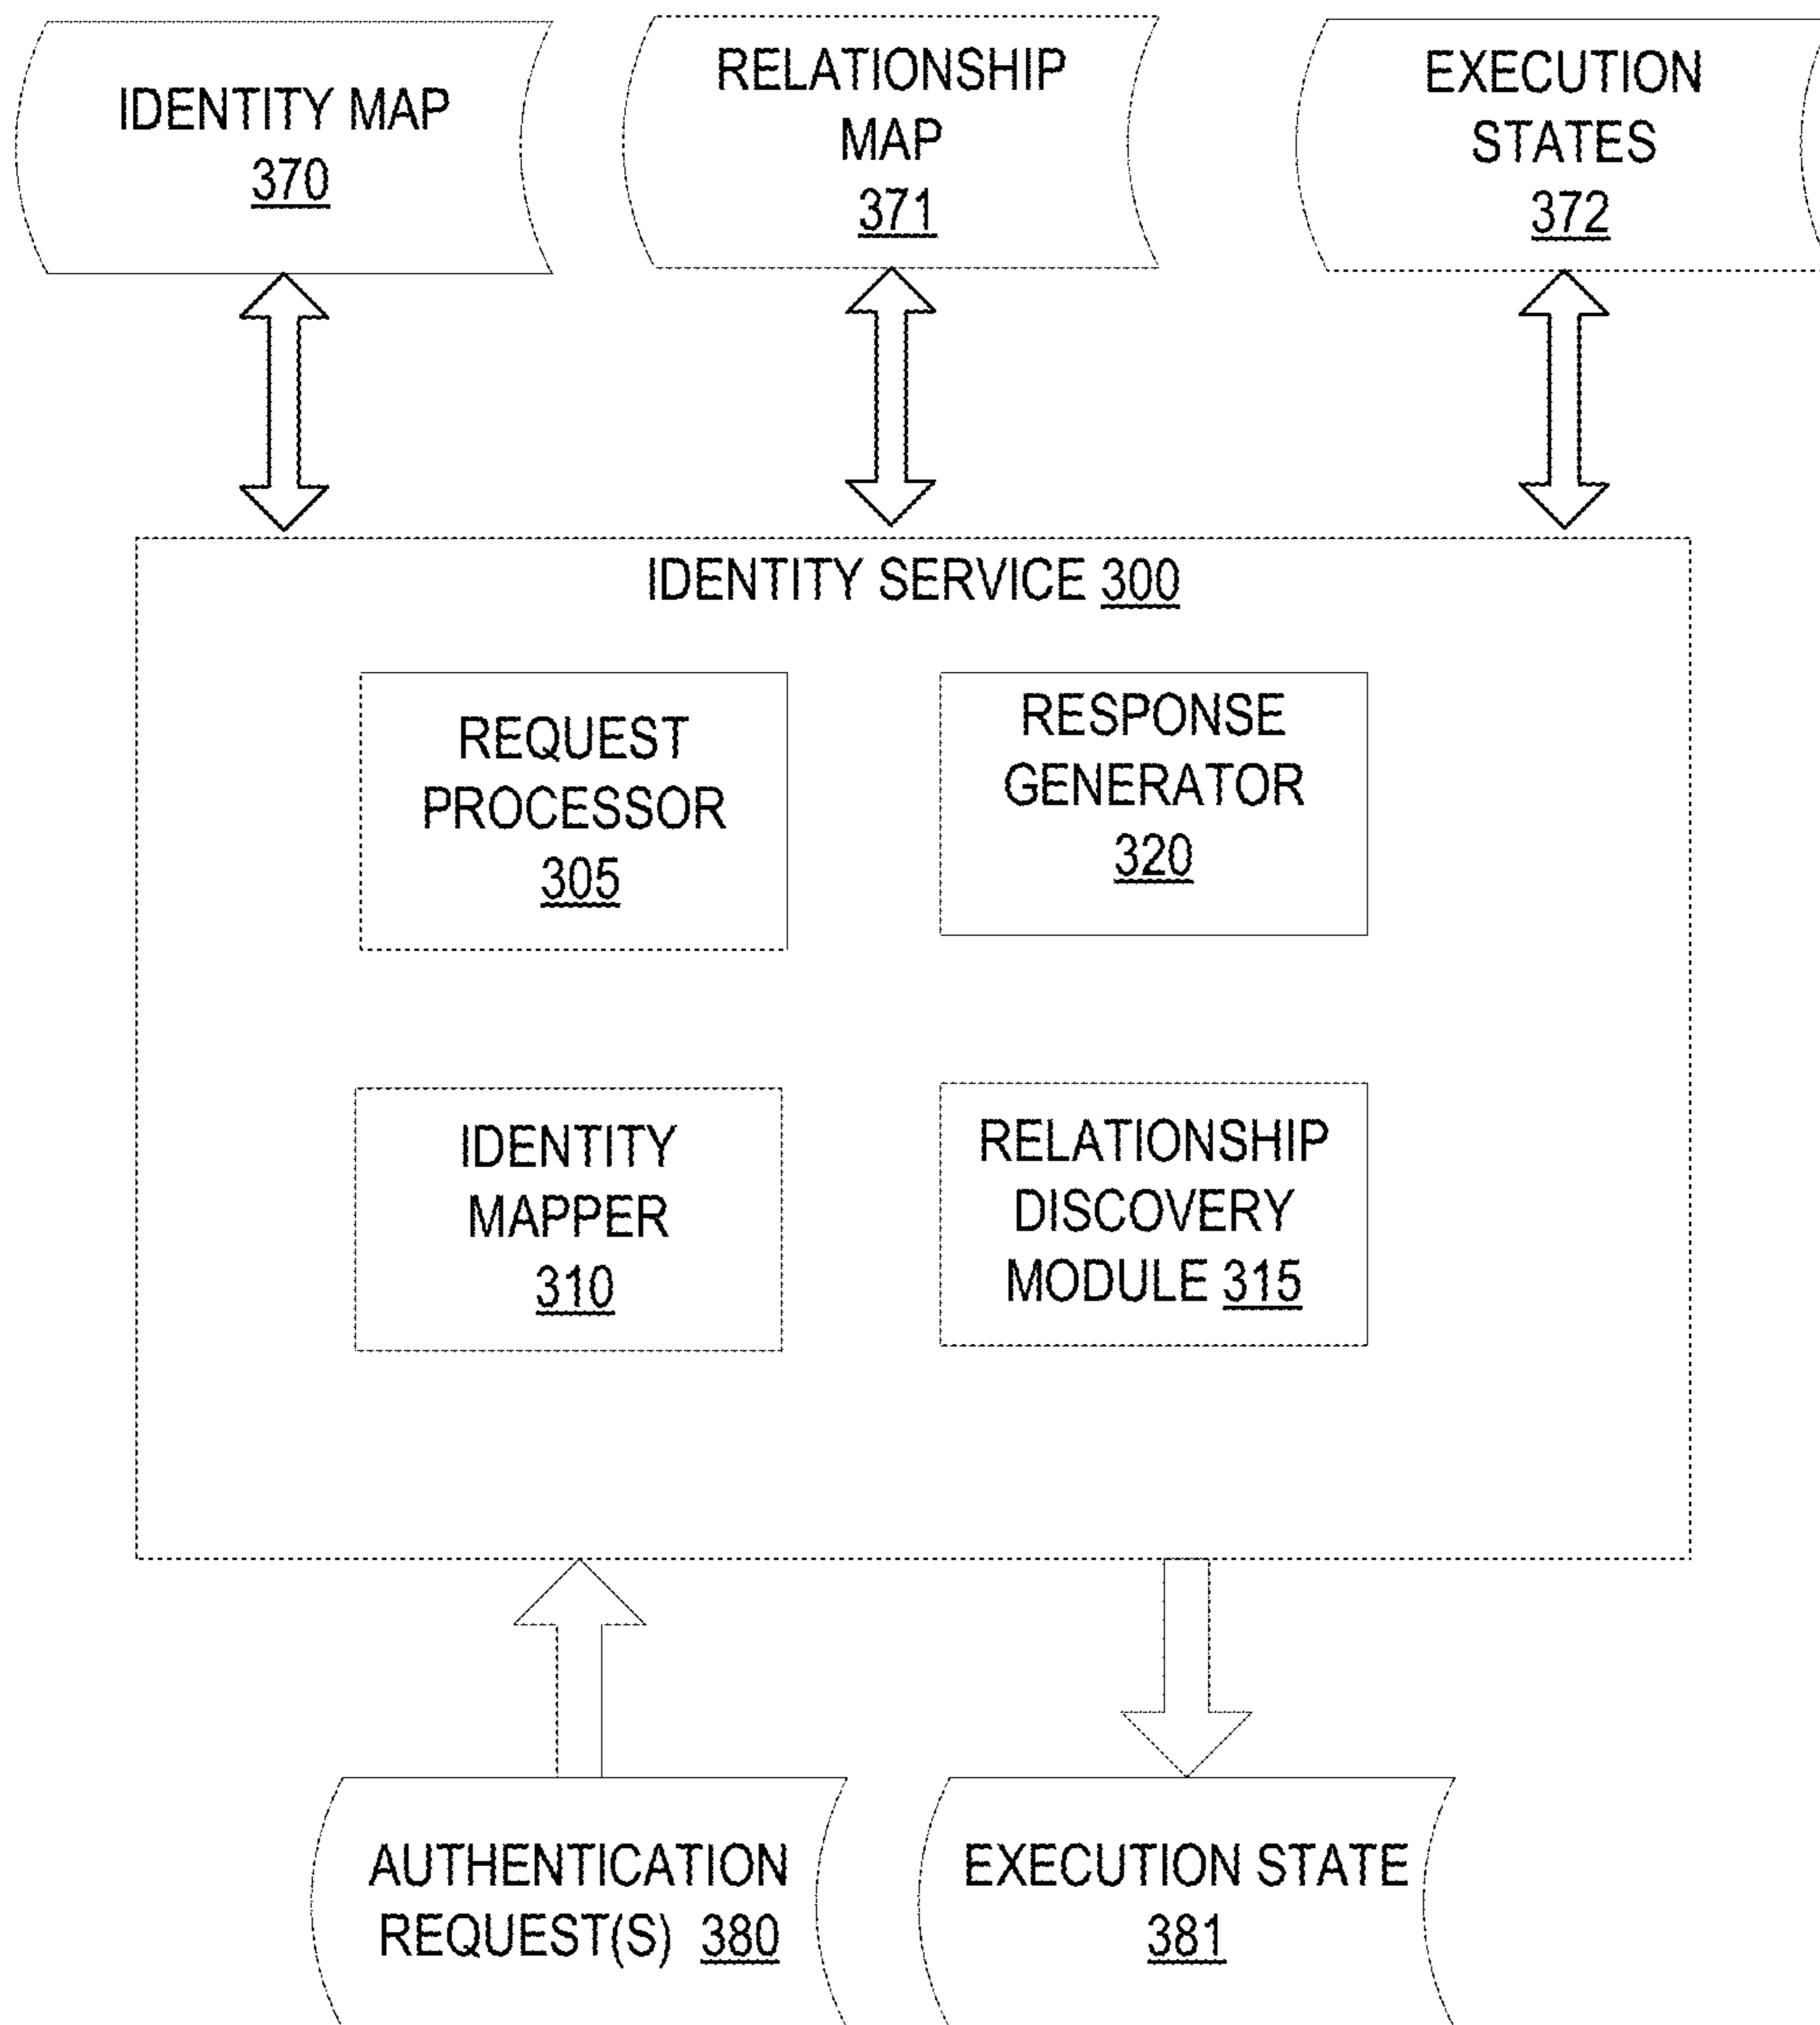 IDENTITY MAP
370
RELATIONSHIP
MAP
371
EXECUTION
STATES
372
IDENTITY SERVICE 300
REQUEST
PROCESSOR
305
RESPONSE
GENERATOR
320
IDENTITY
MAPPER
310
RELATIONSHIP
DISCOVERY
MODULE 315
AUTHENTICATION
REQUEST(S) 380
EXECUTION STATE
381